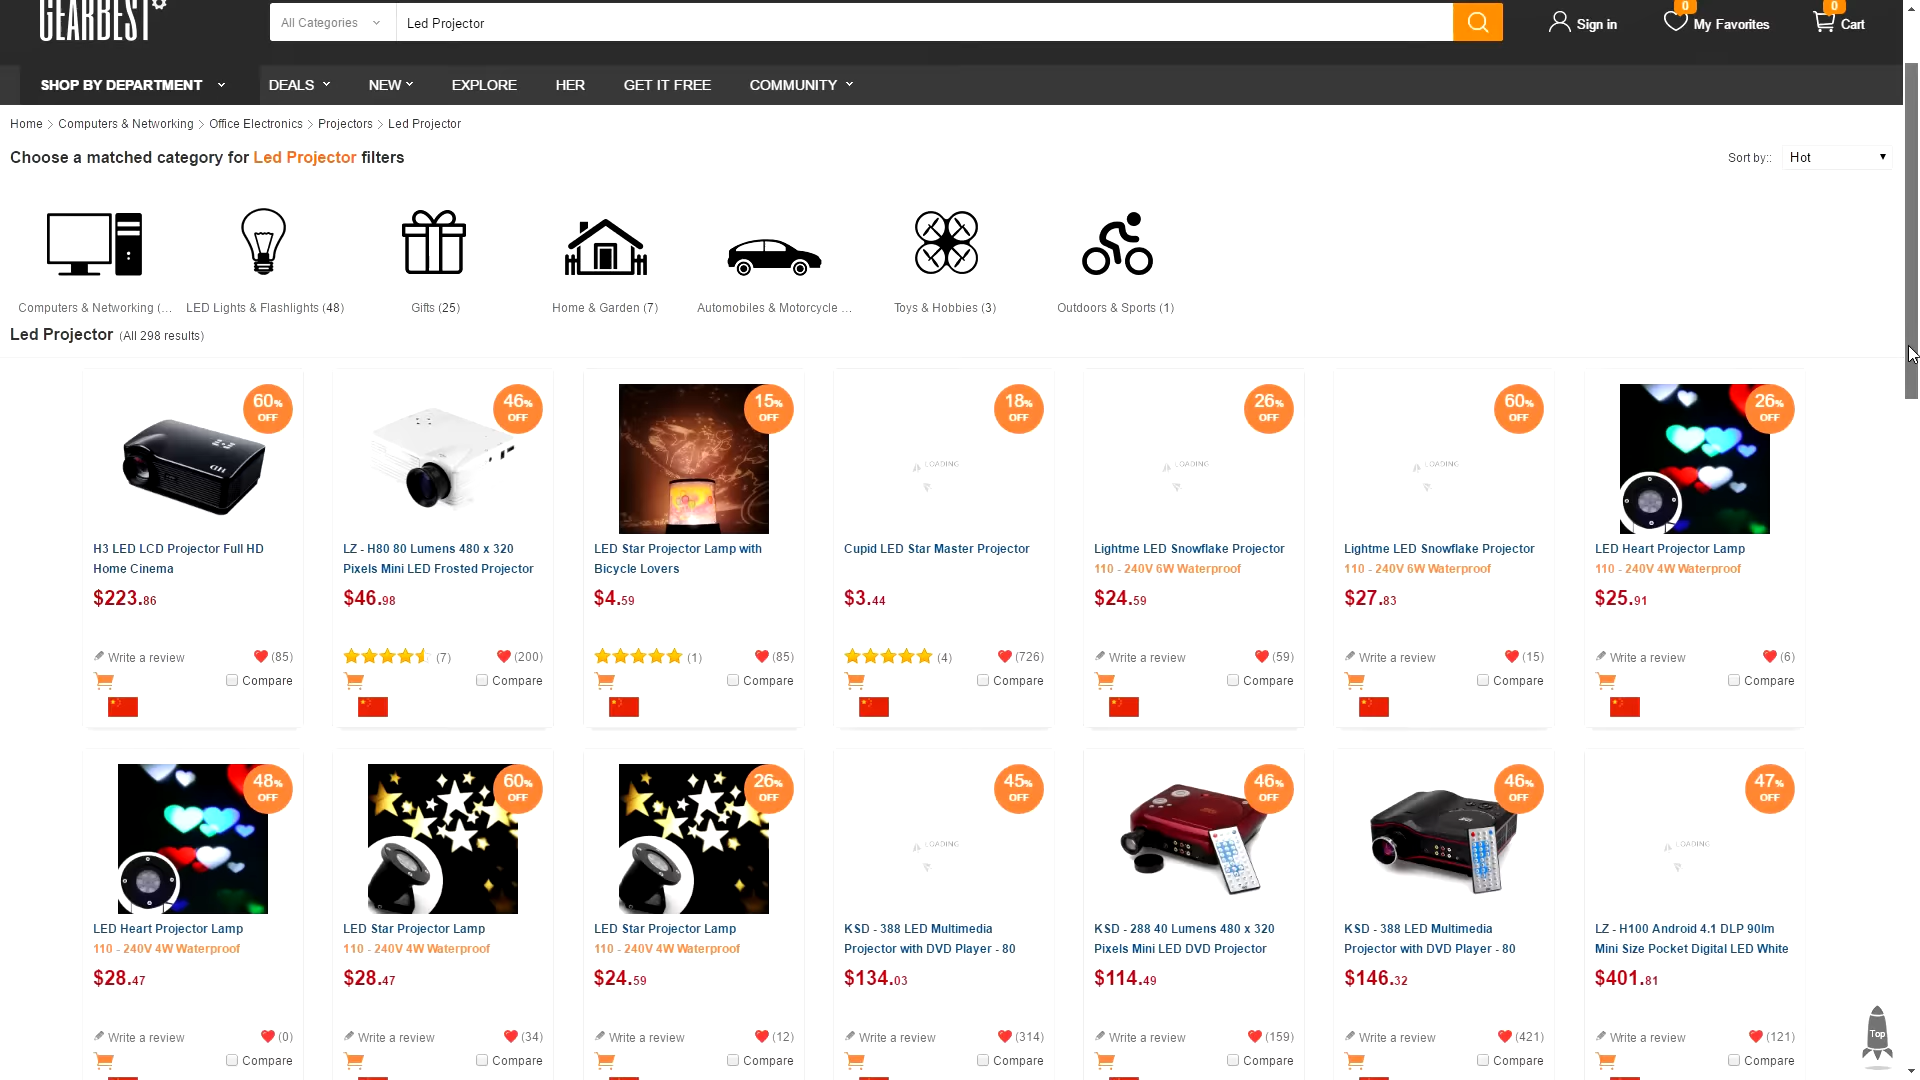 GEARBEST
All Categories
Led Projector
Sign in
0
My Favorites
0
Cart
SHOP BY DEPARTMENT
DEALS
NEW
EXPLORE
HER
GET IT FREE
COMMUNITY
Home > Computers & Networking > Office Electronics > Projectors > Led Projector
Choose a matched category for Led Projector filters
Sort by::
Hot
Computers & Networking (...
LED Lights & Flashlights (48)
Gifts (25)
Home & Garden (7)
Automobiles & Motorcycle ...
Toys & Hobbies (3)
Outdoors & Sports (1)
Led Projector (All 298 results)
60% OFF
H3 LED LCD Projector Full HD
Home Cinema
$223.86
Write a review
(85)
Compare
46% OFF
LZ - H80 80 Lumens 480 x 320
Pixels Mini LED Frosted Projector
$46.98
(7)
(200)
Compare
15% OFF
LED Star Projector Lamp with
Bicycle Lovers
$4.59
(1)
(85)
Compare
18% OFF
LOADING
Cupid LED Star Master Projector
$3.44
(4)
(726)
Compare
26% OFF
LOADING
Lightme LED Snowflake Projector
110 - 240V 6W Waterproof
$24.59
Write a review
(59)
Compare
60% OFF
LOADING
Lightme LED Snowflake Projector
110 - 240V 6W Waterproof
$27.83
Write a review
(15)
Compare
26% OFF
LED Heart Projector Lamp
110 - 240V 4W Waterproof
$25.91
Write a review
(6)
Compare
48% OFF
LED Heart Projector Lamp
110 - 240V 4W Waterproof
$28.47
Write a review
(0)
Compare
60% OFF
LED Star Projector Lamp
110 - 240V 4W Waterproof
$28.47
Write a review
(34)
Compare
26% OFF
LED Star Projector Lamp
110 - 240V 4W Waterproof
$24.59
Write a review
(12)
Compare
45% OFF
LOADING
KSD - 388 LED Multimedia
Projector with DVD Player - 80
$134.03
Write a review
(314)
Compare
46% OFF
KSD - 288 40 Lumens 480 x 320
Pixels Mini LED DVD Projector
$114.49
Write a review
(159)
Compare
46% OFF
KSD - 388 LED Multimedia
Projector with DVD Player - 80
$146.32
Write a review
(421)
Compare
47% OFF
LOADING
LZ - H100 Android 4.1 DLP 90lm
Mini Size Pocket Digital LED White
$401.81
Write a review
(121)
Compare
Top